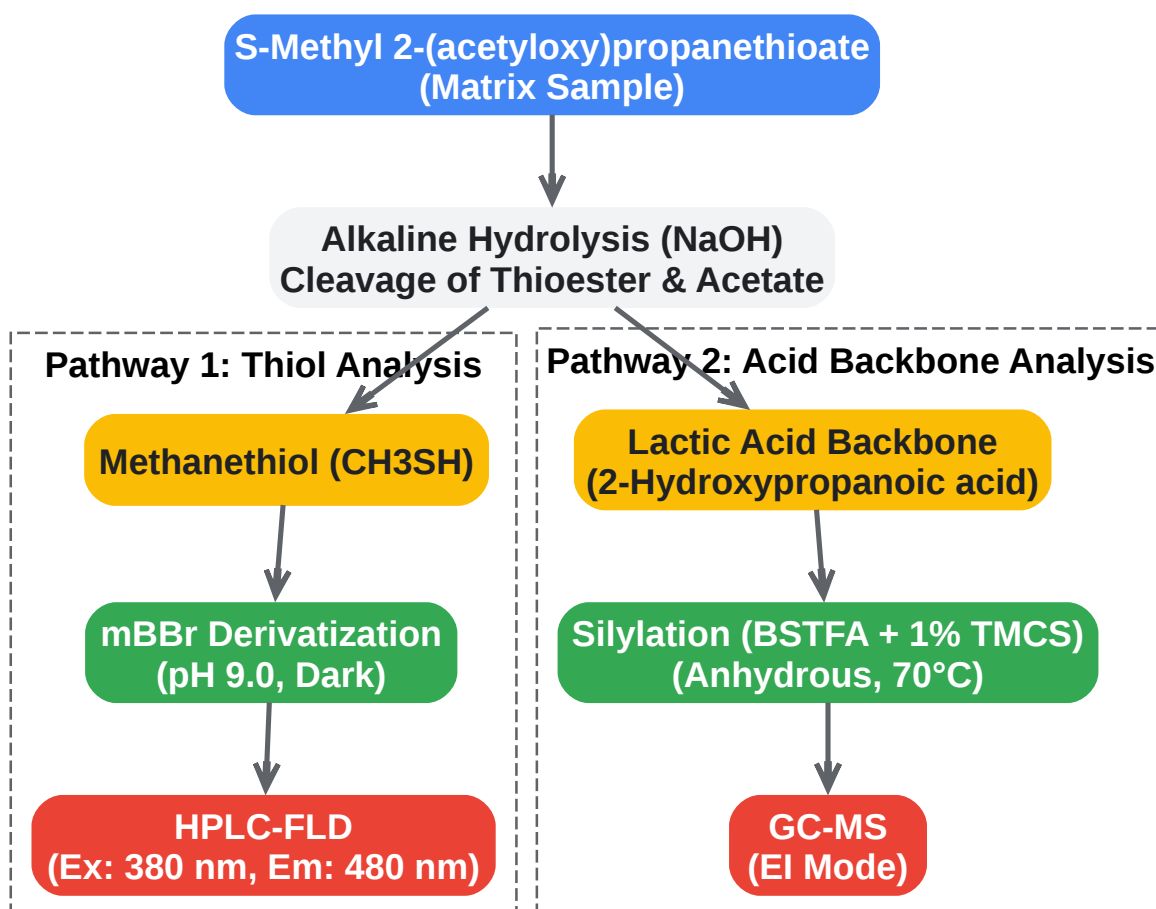 S-Methyl 2-(acetyloxy)propanethioate
(Matrix Sample)
Alkaline Hydrolysis (NaOH)
Cleavage of Thioester & Acetate
Pathway 1: Thiol Analysis
Methanethiol (CH3SH)
mBBr Derivatization
(pH 9.0, Dark)
HPLC-FLD
(Ex: 380 nm, Em: 480 nm)
Pathway 2: Acid Backbone Analysis
Lactic Acid Backbone
(2-Hydroxypropanoic acid)
Silylation (BSTFA + 1% TMCS)
(Anhydrous, 70°C)
GC-MS
(EI Mode)